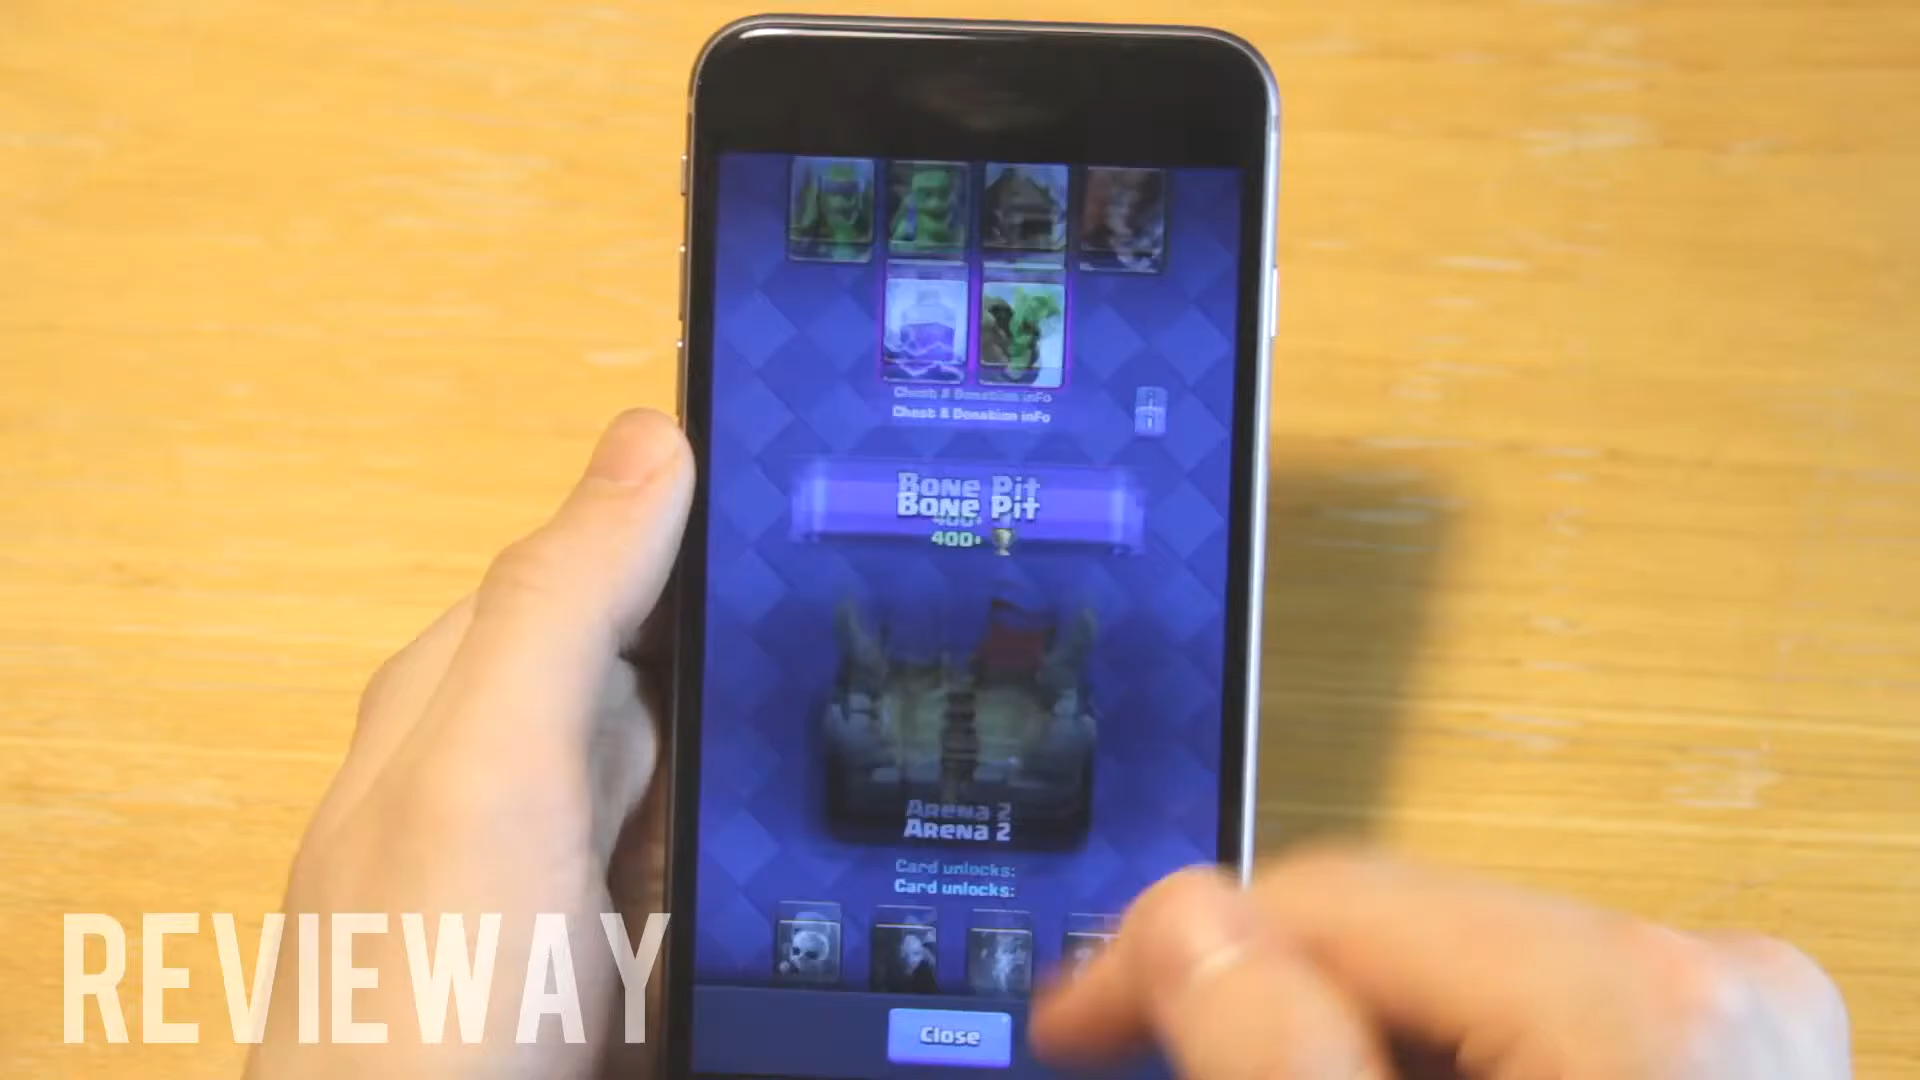 Chest & Donation info
Bone Pit
400+
Arena 2
Card unlocks:
Close
REVIEWAY